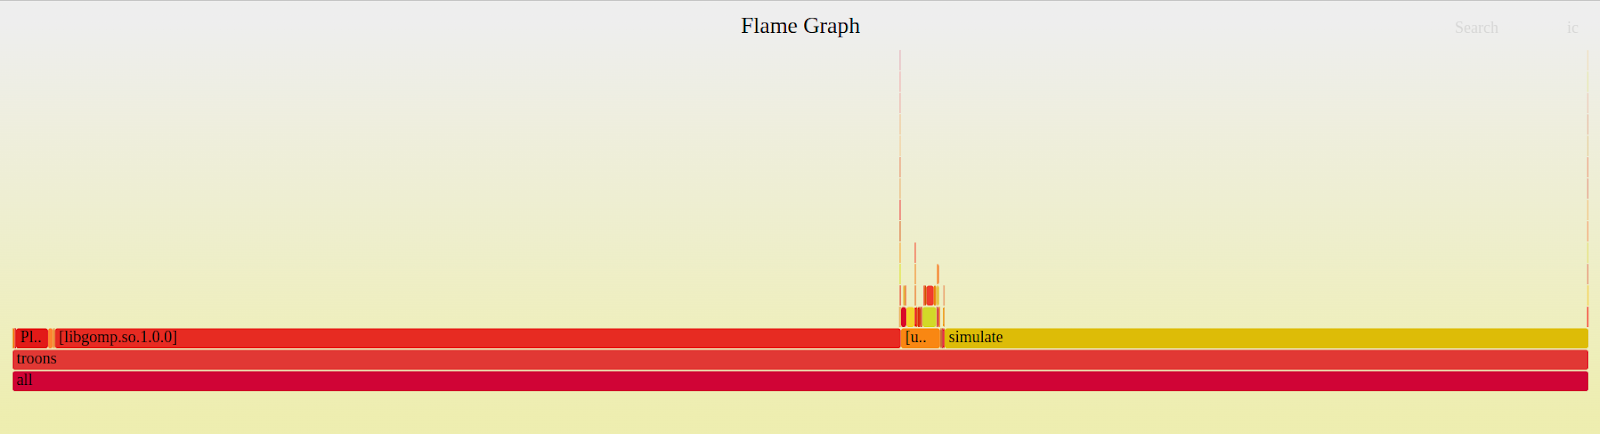 Flame Graph
Search ic
Pl.. [libgomp.so.1.0.0] [u.. simulate
troons
all